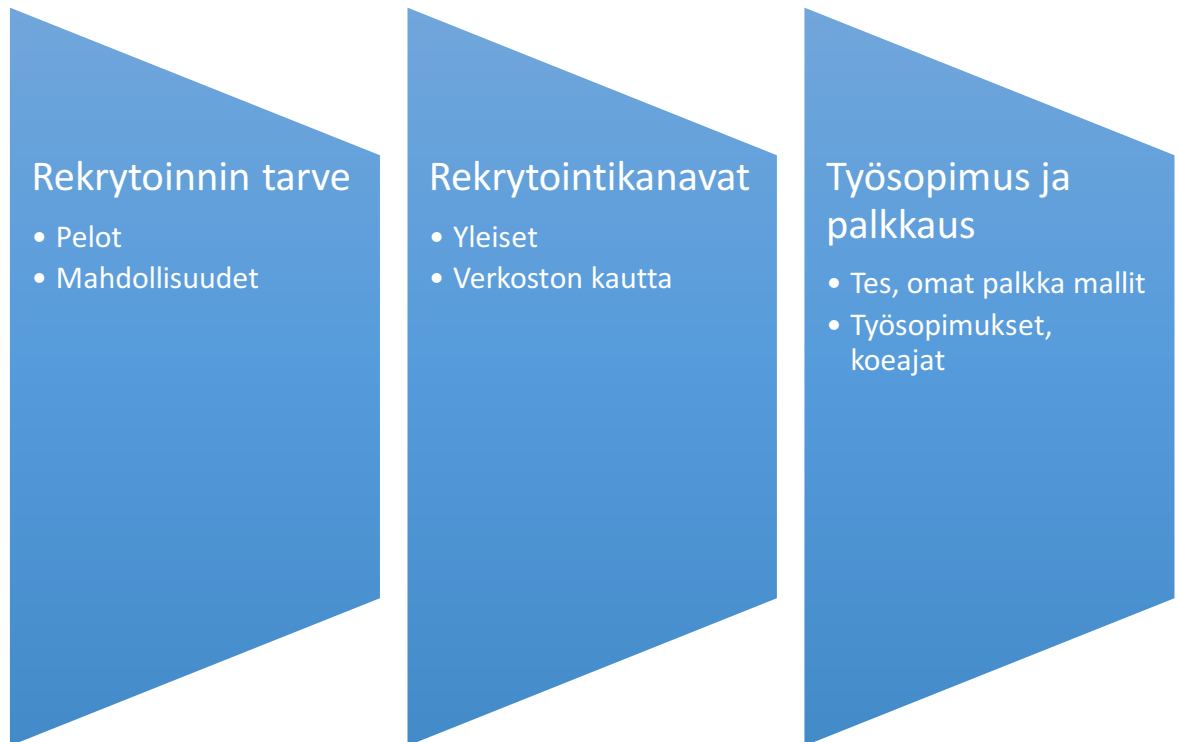 Rekrytoinnin tarve
• Pelot
• Mahdollisuudet
Rekrytointikanavat
• Yleiset
• Verkoston kautta
Työsopimus ja
palkkaus
• Tes, omat palkka mallit
• Työsopimukset,
koeajat